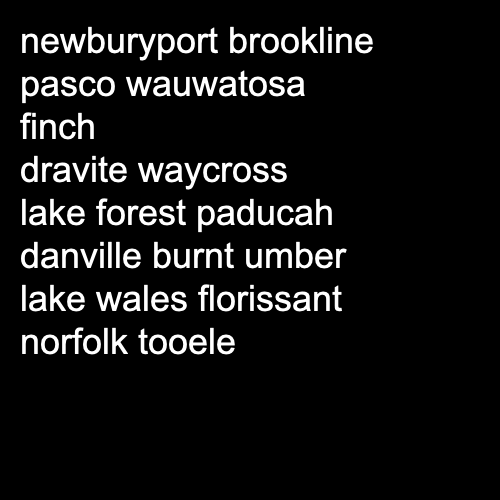 newburyport brookline
pasco wauwatosa
finch
dravite waycross
lake forest paducah
danville burnt umber
lake wales florissant
norfolk tooele